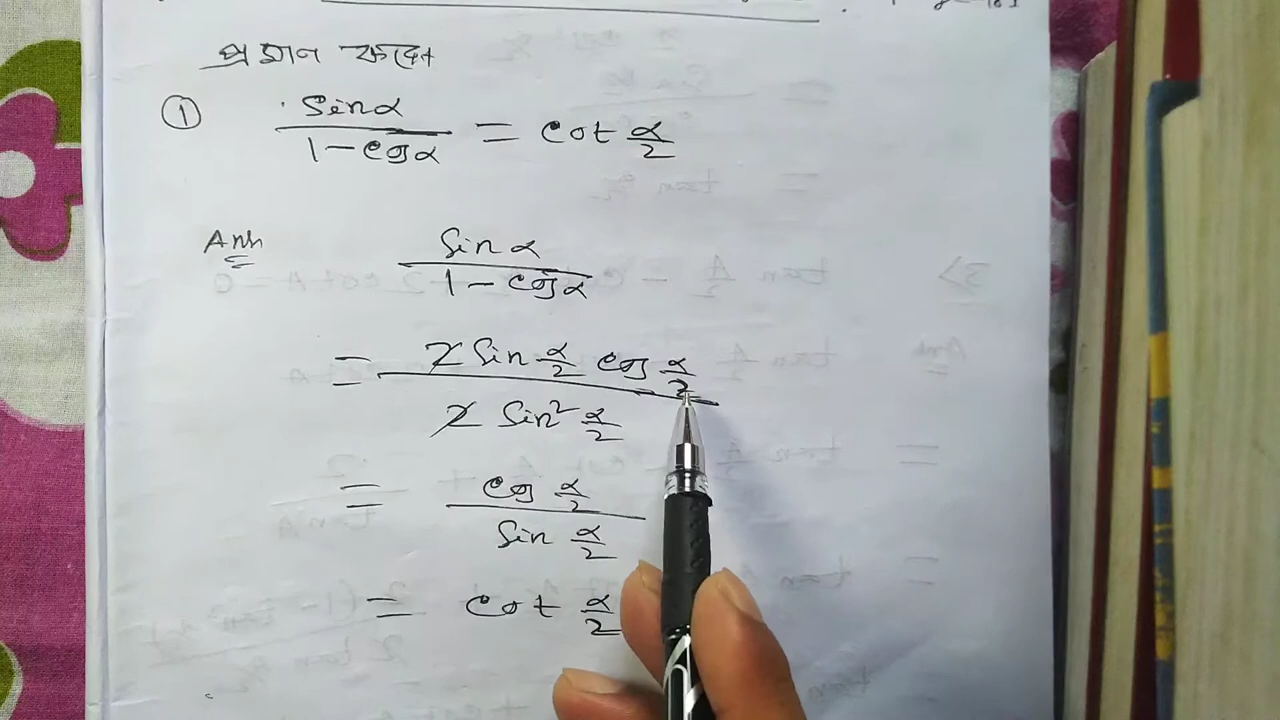 প্রমান করো
① sinα / 1 - cosα = cot α/2
Ans sinα / 1 - cosα
= 2 sin α/2 cos α/2 / 2 sin² α/2
= cos α/2 / sin α/2
= cot α/2